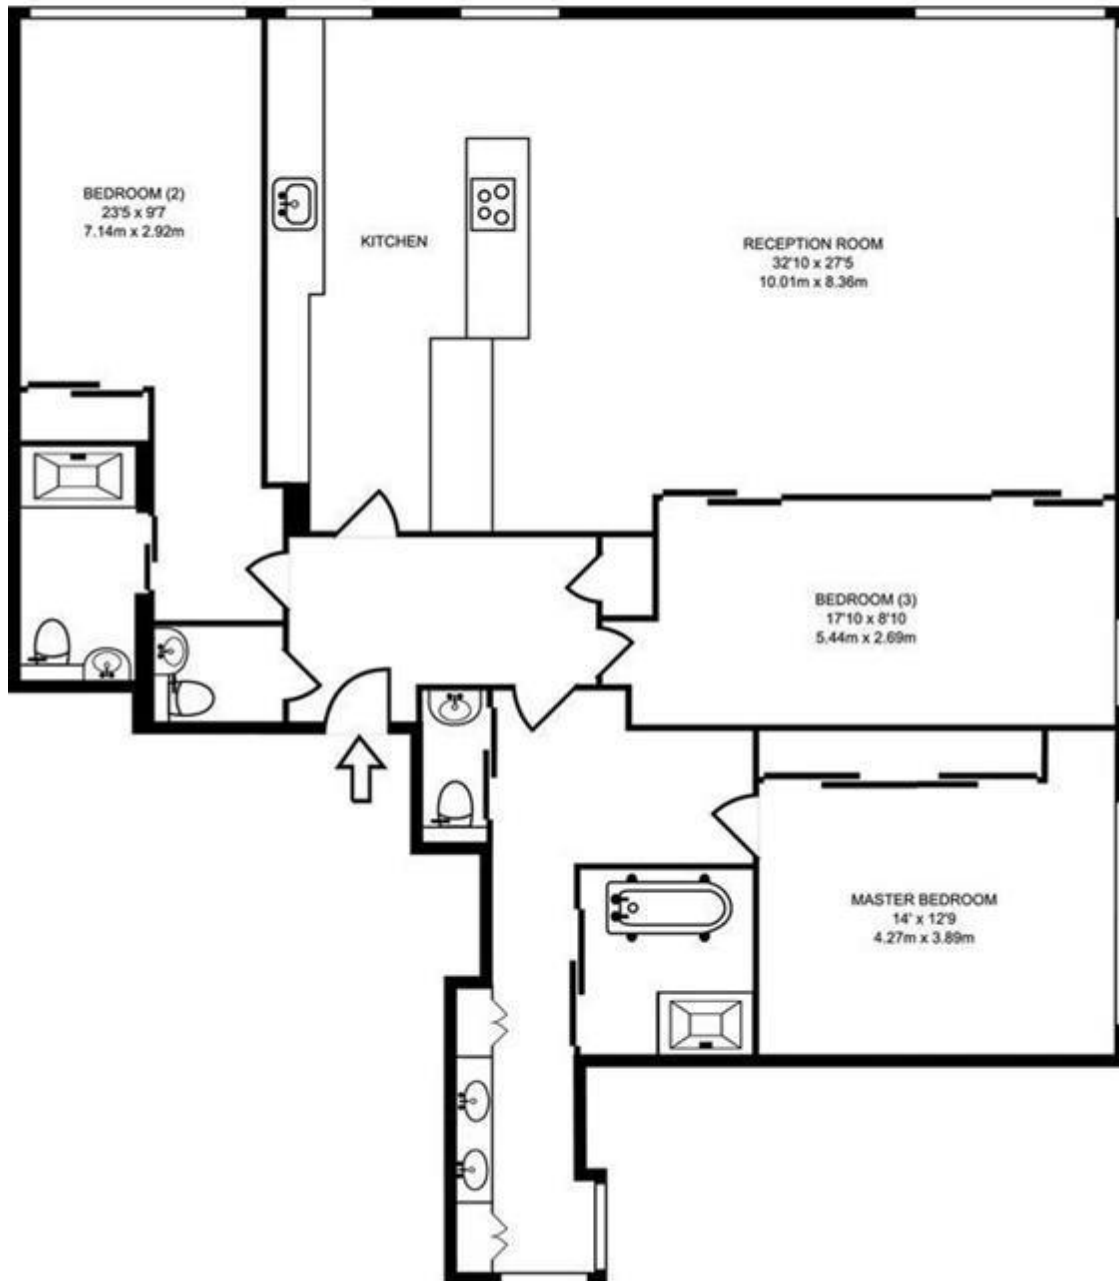 BEDROOM (2)
23'5 x 9'7
7.14m x 2.92m
KITCHEN
RECEPTION ROOM
32'10 x 27'5
10.01m x 8.36m
BEDROOM (3)
17'10 x 8'10
5.44m x 2.69m
MASTER BEDROOM
14' x 12'9
4.27m x 3.89m